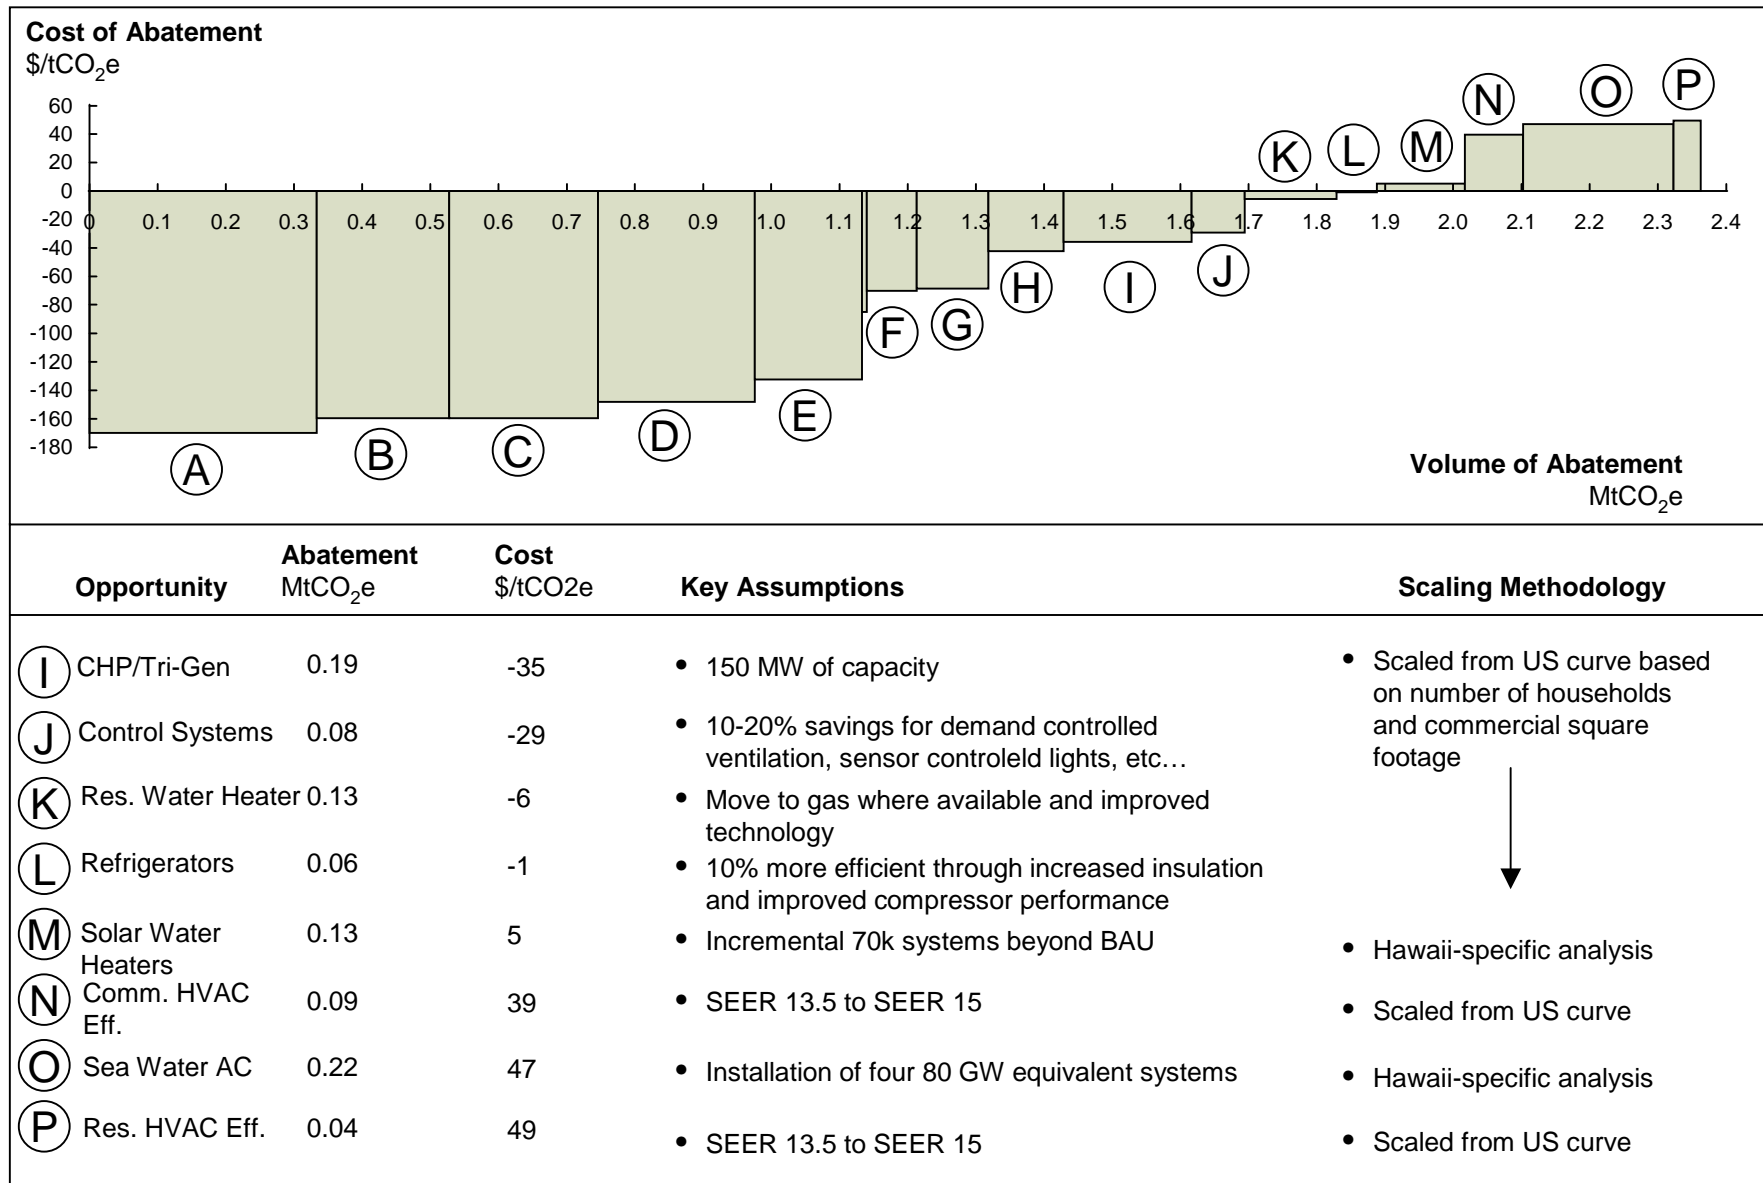 Cost of Abatement
$/tCO2e
60
40
20
0
-20
-40
-60
-80
-100
-120
-140
-160
-180
0 0.1 0.2 0.3 0.4 0.5 0.6 0.7 0.8 0.9 1.0 1.1 1.2 1.3 1.4 1.5 1.6 1.7 1.8 1.9 2.0 2.1 2.2 2.3 2.4
A B C D E F G H I J K L M N O P
Volume of Abatement
MtCO2e
Opportunity
Abatement
MtCO2e
Cost
$/tCO2e
Key Assumptions
Scaling Methodology
I CHP/Tri-Gen 0.19 -35 • 150 MW of capacity
• Scaled from US curve based
on number of households
and commercial square
footage
J Control Systems 0.08 -29 • 10-20% savings for demand controlled
ventilation, sensor controleld lights, etc…
K Res. Water Heater 0.13 -6 • Move to gas where available and improved
technology
L Refrigerators 0.06 -1 • 10% more efficient through increased insulation
and improved compressor performance
M Solar Water
Heaters
0.13 5 • Incremental 70k systems beyond BAU • Hawaii-specific analysis
N Comm. HVAC
Eff.
0.09 39 • SEER 13.5 to SEER 15 • Scaled from US curve
O Sea Water AC 0.22 47 • Installation of four 80 GW equivalent systems • Hawaii-specific analysis
P Res. HVAC Eff. 0.04 49 • SEER 13.5 to SEER 15 • Scaled from US curve